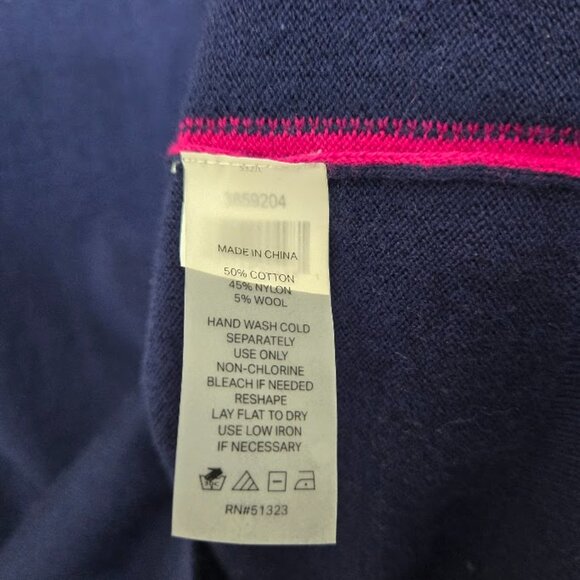 3659204
MADE IN CHINA
50% COTTON
45% NYLON
5% WOOL
HAND WASH COLD
SEPARATELY
USE ONLY
NON-CHLORINE
BLEACH IF NEEDED
RESHAPE
LAY FLAT TO DRY
USE LOW IRON
IF NECESSARY
RN#51323